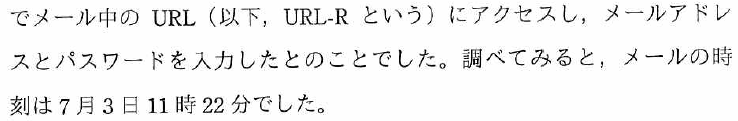 でメール中の URL（以下，URL-R という）にアクセスし，メールアドレ
スとパスワードを入力したとのことでした。調べてみると，メールの時
刻は 7 月 3 日 11 時 22 分でした。